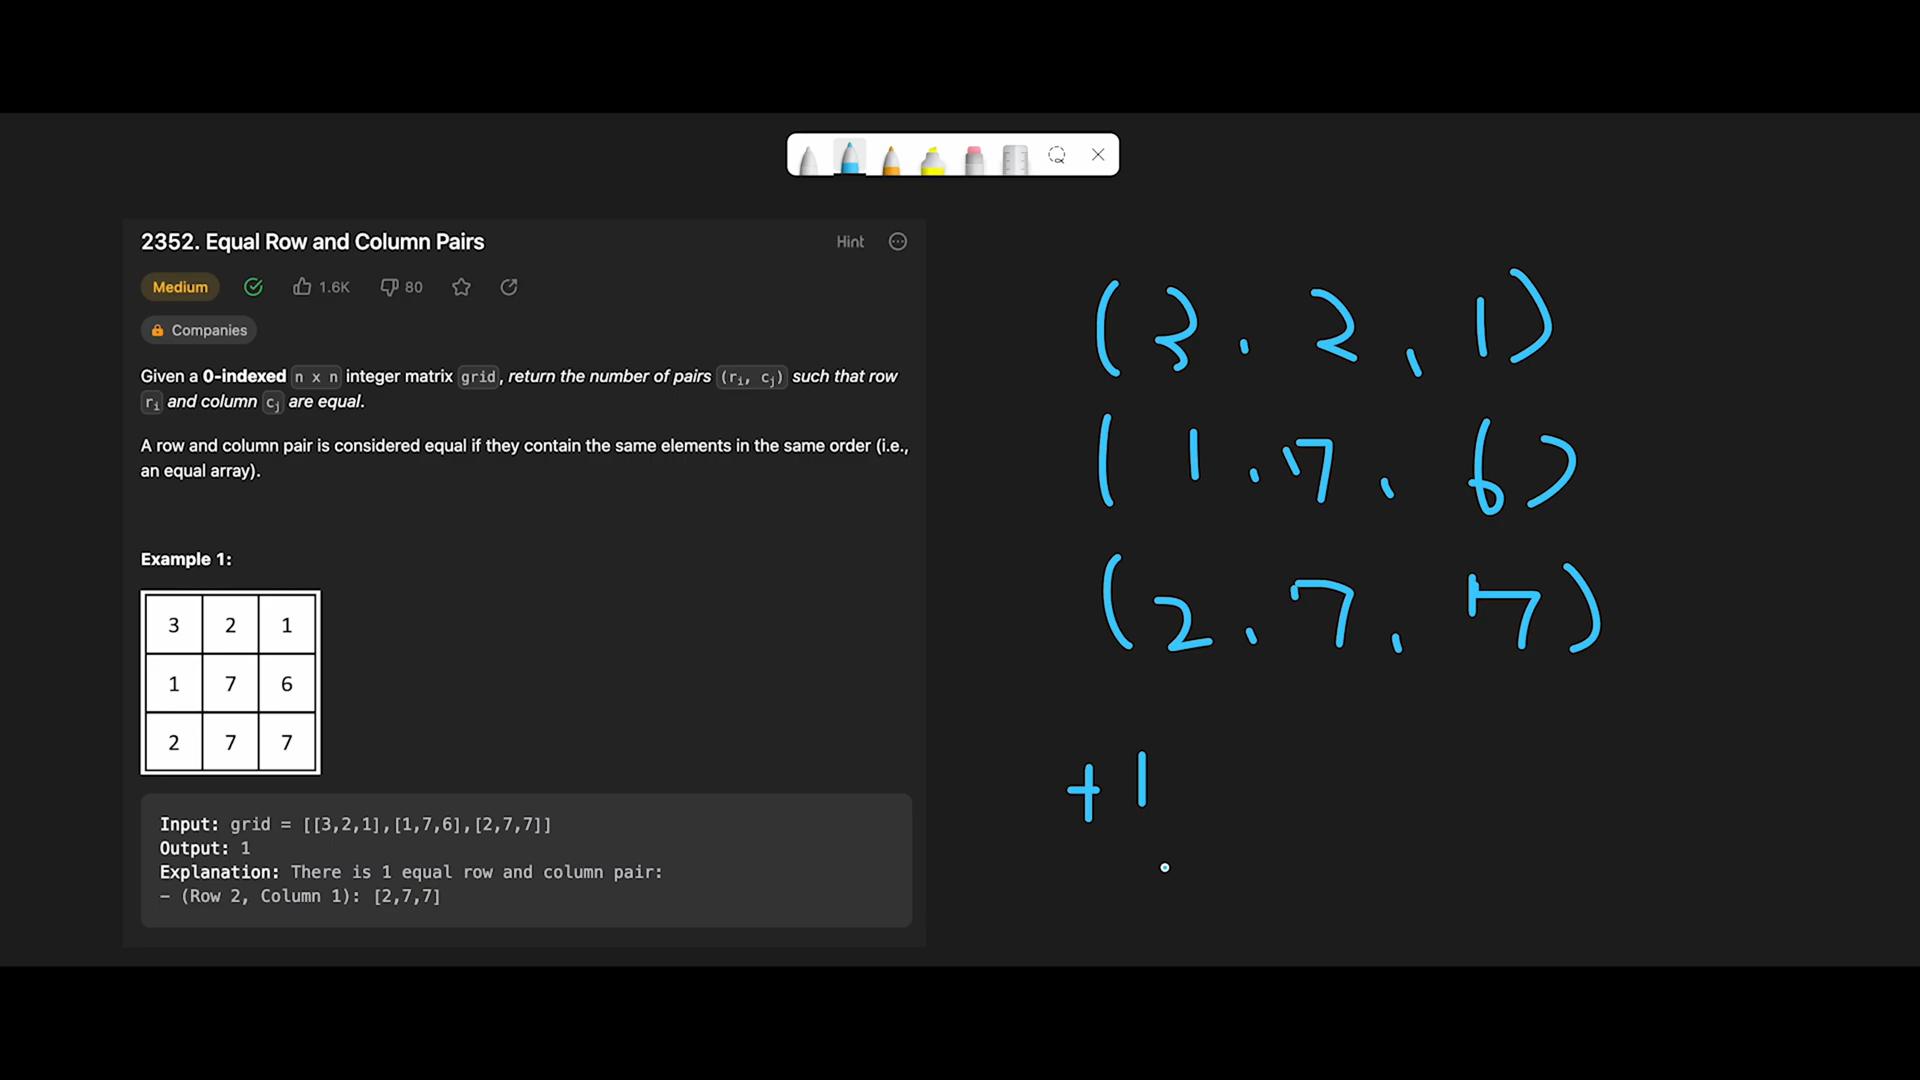 2352. Equal Row and Column Pairs
Hint
Medium
1.6K
80
Companies
Given a 0-indexed n x n integer matrix grid, return the number of pairs (ri, cj) such that row
ri and column cj are equal.
A row and column pair is considered equal if they contain the same elements in the same order (i.e.,
an equal array).
Example 1:
3 2 1
1 7 6
2 7 7
Input: grid = [[3,2,1],[1,7,6],[2,7,7]]
Output: 1
Explanation: There is 1 equal row and column pair:
- (Row 2, Column 1): [2,7,7]
(3, 2, 1)
(1, 7, 6)
(2, 7, 7)
+1